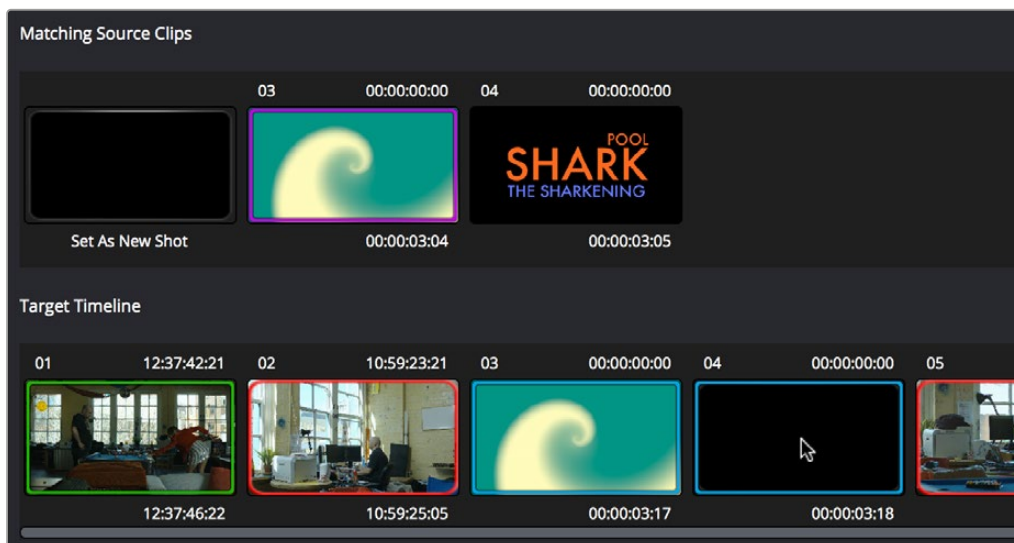 Matching Source Clips
03 00:00:00:00 04 00:00:00:00
POOL
SHARK
THE SHARKENING
Set As New Shot 00:00:03:04 00:00:03:05
Target Timeline
01 12:37:42:21 02 10:59:23:21 03 00:00:00:00 04 00:00:00:00 05
12:37:46:22 10:59:25:05 00:00:03:17 00:00:03:18